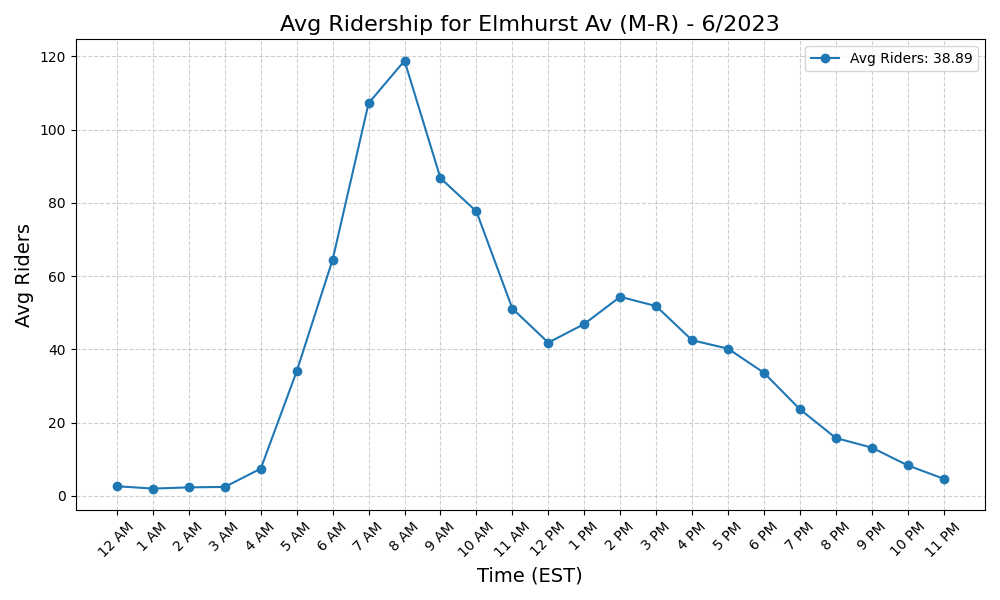 Avg Ridership for Elmhurst Av (M-R) - 6/2023
Avg Riders: 38.89
Avg Riders
120
100
80
60
40
20
0
12 AM
1 AM
2 AM
3 AM
4 AM
5 AM
6 AM
7 AM
8 AM
9 AM
10 AM
11 AM
12 PM
1 PM
2 PM
3 PM
4 PM
5 PM
6 PM
7 PM
8 PM
9 PM
10 PM
11 PM
Time (EST)